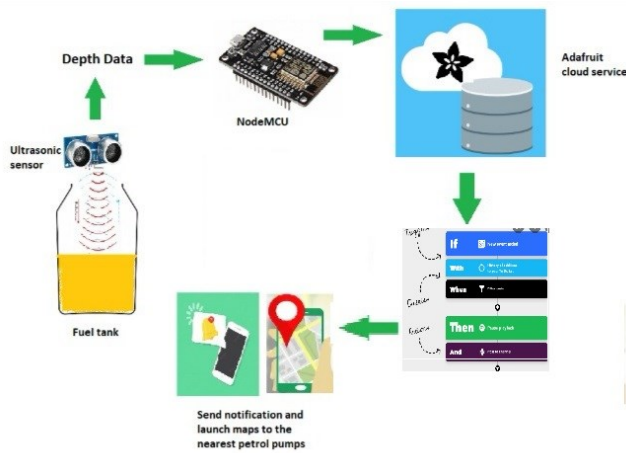 Depth Data
NodeMCU
Adafruit
cloud service
Ultrasonic
sensor
Fuel tank
If
With
When
Then
And
Send notification and
launch maps to the
nearest petrol pumps